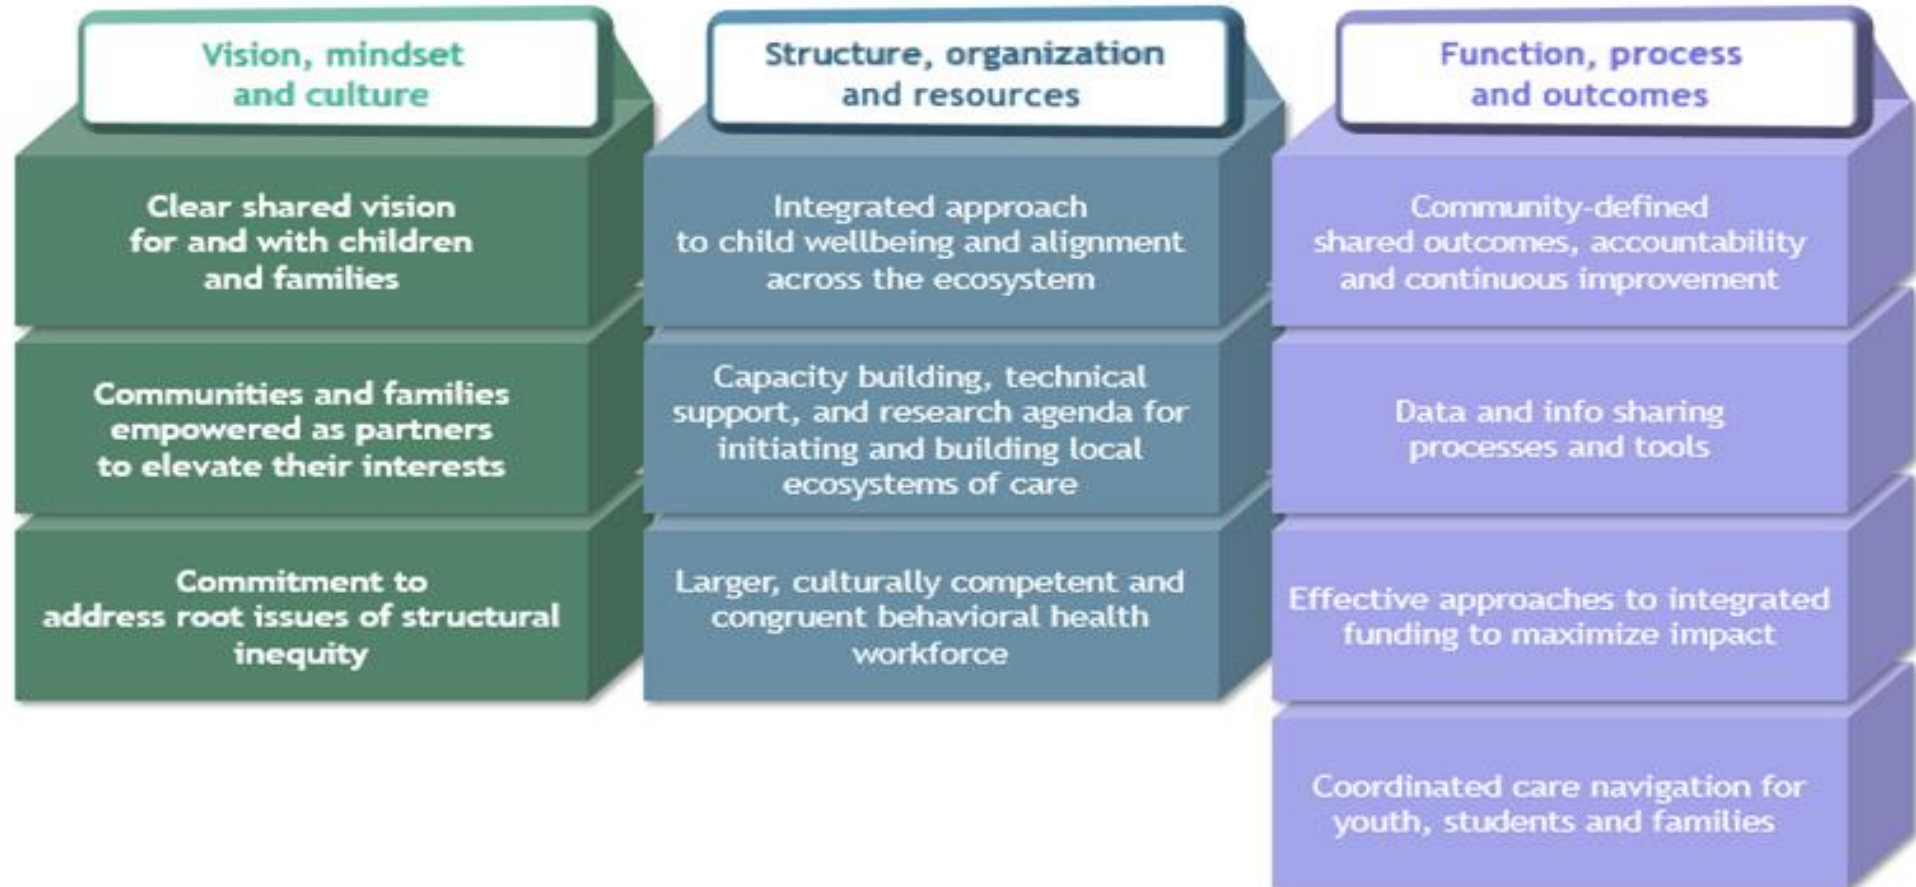 Vision, mindset
and culture
Clear shared vision
for and with children
and families
Communities and families
empowered as partners
to elevate their interests
Commitment to
address root issues of structural
inequity
Structure, organization
and resources
Integrated approach
to child wellbeing and alignment
across the ecosystem
Capacity building, technical
support, and research agenda for
initiating and building local
ecosystems of care
Larger, culturally competent and
congruent behavioral health
workforce
Function, process
and outcomes
Community-defined
shared outcomes, accountability
and continuous improvement
Data and info sharing
processes and tools
Effective approaches to integrated
funding to maximize impact
Coordinated care navigation for
youth, students and families